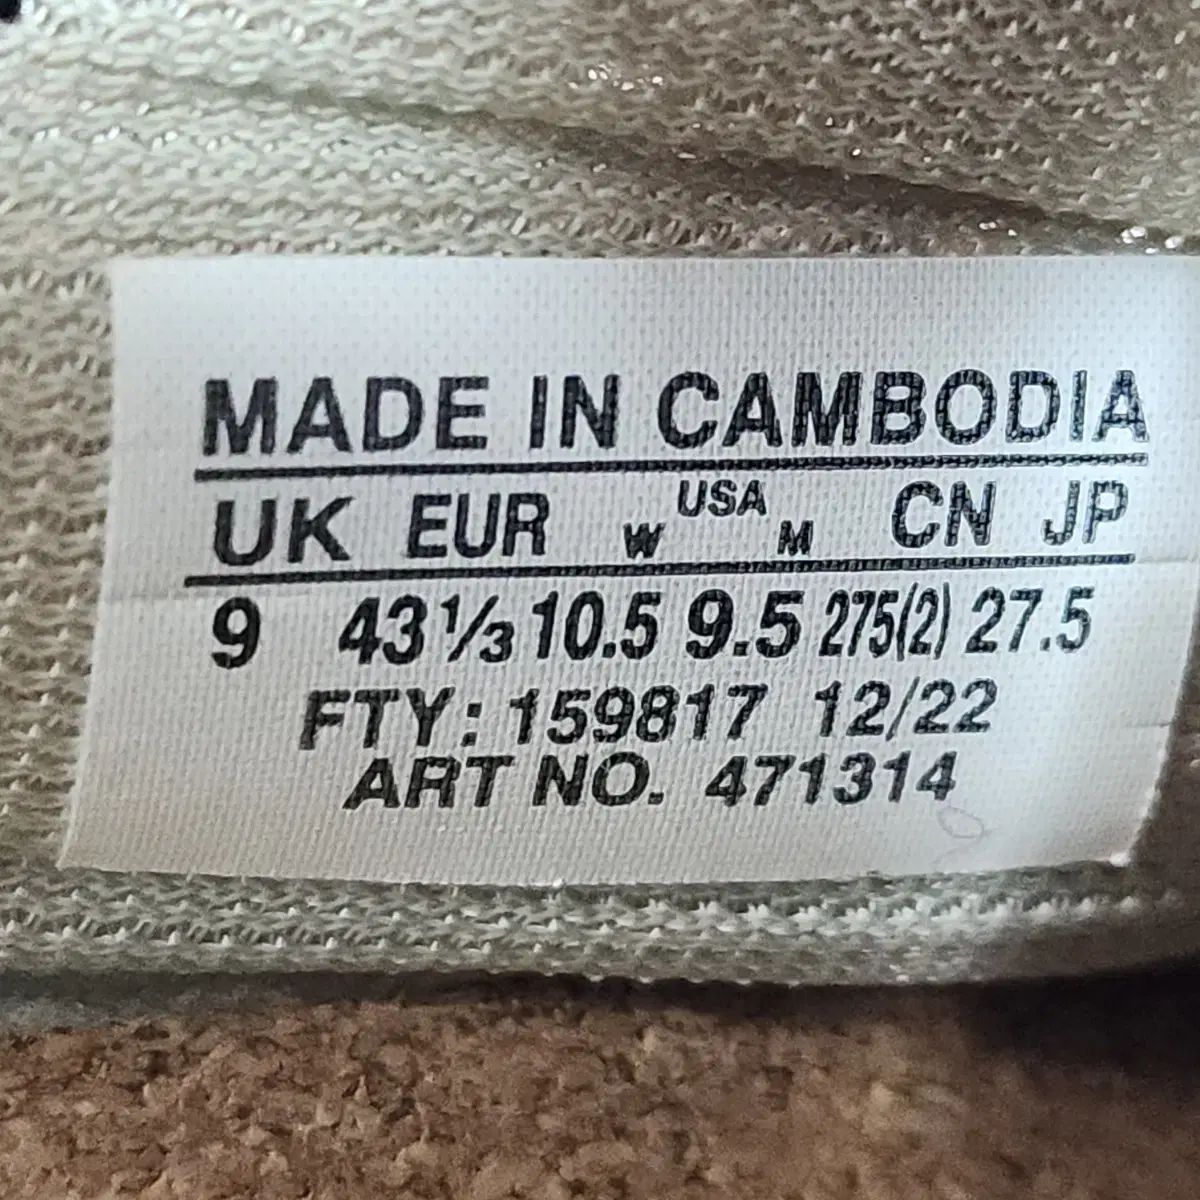 MADE IN CAMBODIA
UK EUR W USA M CN JP
9 43⅓ 10.5 9.5 275(2) 27.5
FTY: 159817 12/22
ART NO. 471314